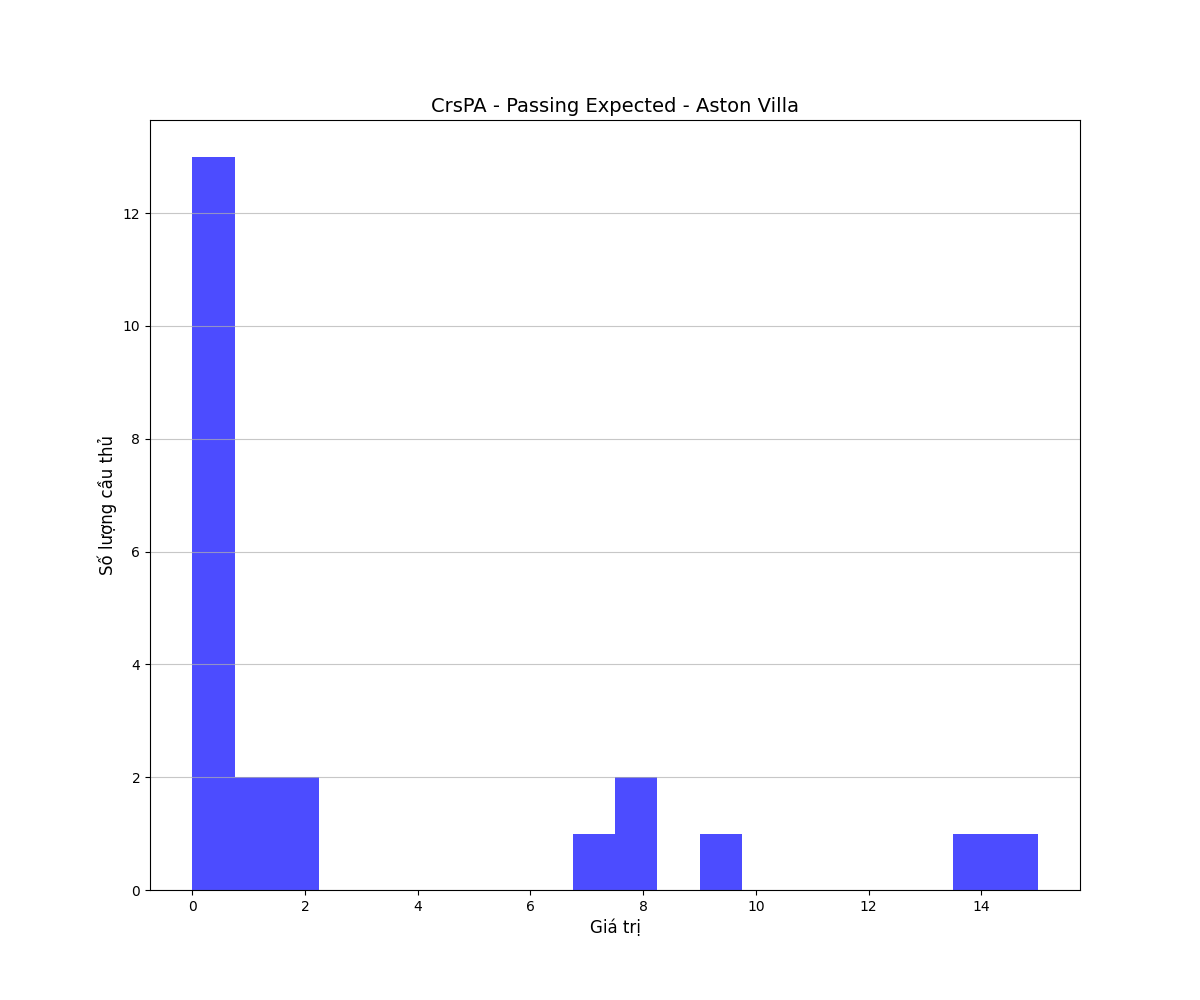 CrsPA - Passing Expected - Aston Villa
12
10
8
6
4
2
0
Số lượng cầu thủ
0 2 4 6 8 10 12 14
Giá trị